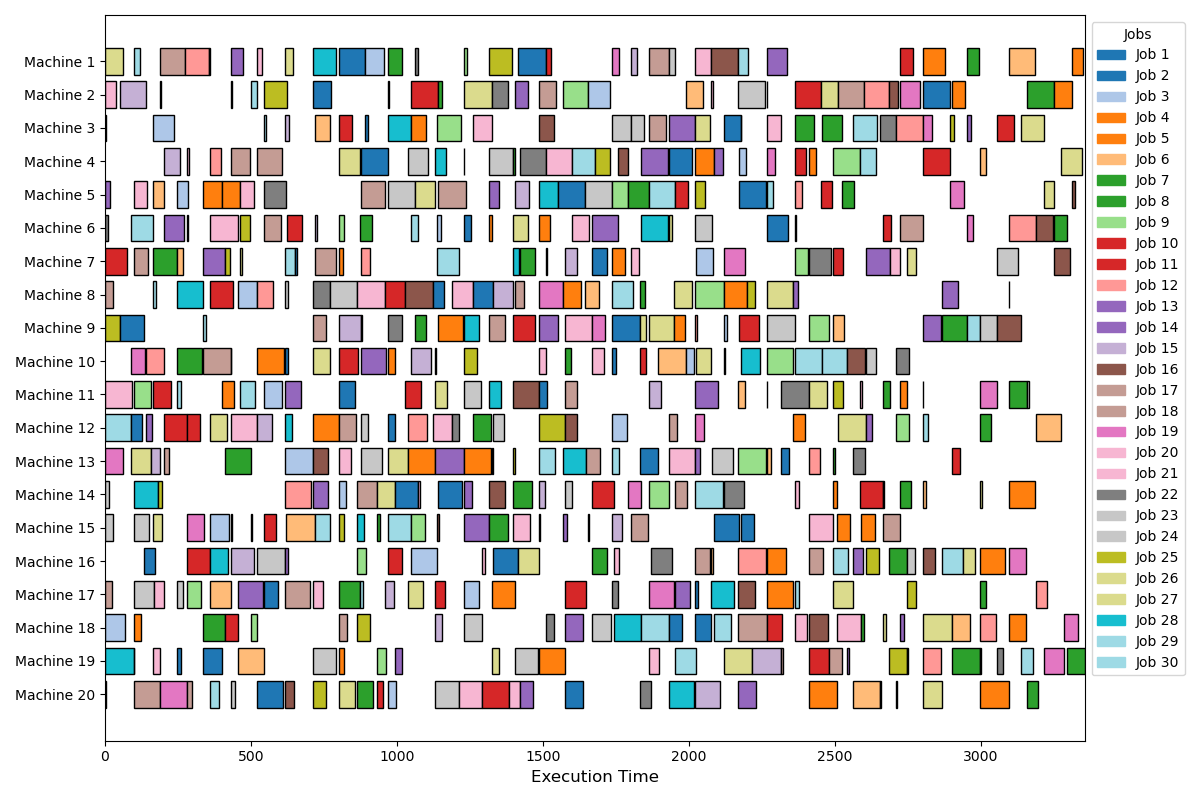 Machine 1
Machine 2
Machine 3
Machine 4
Machine 5
Machine 6
Machine 7
Machine 8
Machine 9
Machine 10
Machine 11
Machine 12
Machine 13
Machine 14
Machine 15
Machine 16
Machine 17
Machine 18
Machine 19
Machine 20
0 500 1000 1500 2000 2500 3000
Execution Time
Jobs
Job 1
Job 2
Job 3
Job 4
Job 5
Job 6
Job 7
Job 8
Job 9
Job 10
Job 11
Job 12
Job 13
Job 14
Job 15
Job 16
Job 17
Job 18
Job 19
Job 20
Job 21
Job 22
Job 23
Job 24
Job 25
Job 26
Job 27
Job 28
Job 29
Job 30